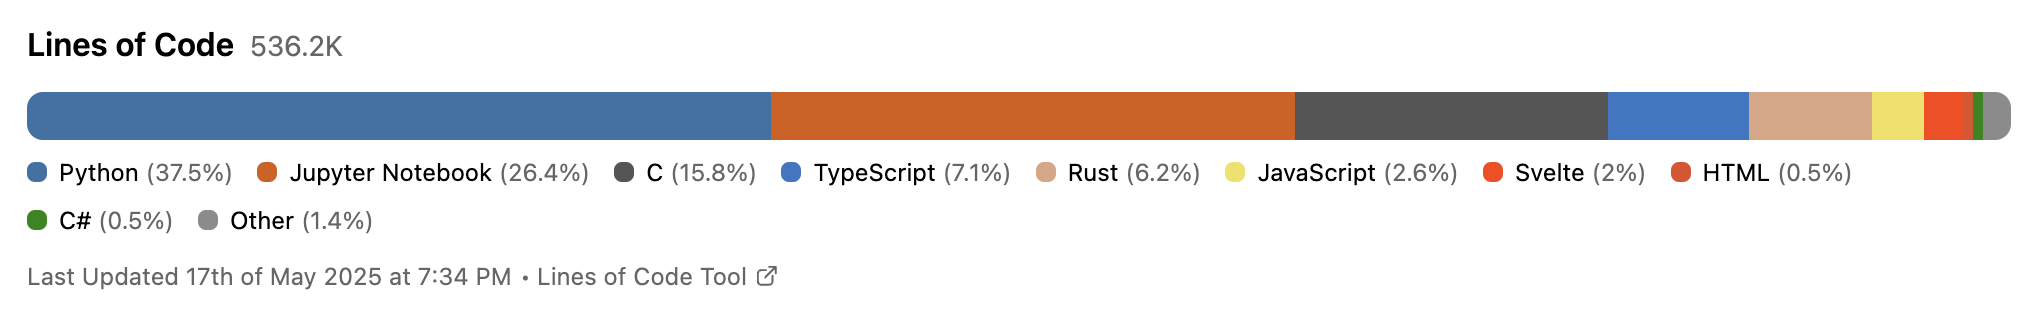 Lines of Code 536.2K
Python (37.5%) Jupyter Notebook (26.4%) C (15.8%) TypeScript (7.1%) Rust (6.2%) JavaScript (2.6%) Svelte (2%) HTML (0.5%)
C# (0.5%) Other (1.4%)
Last Updated 17th of May 2025 at 7:34 PM • Lines of Code Tool